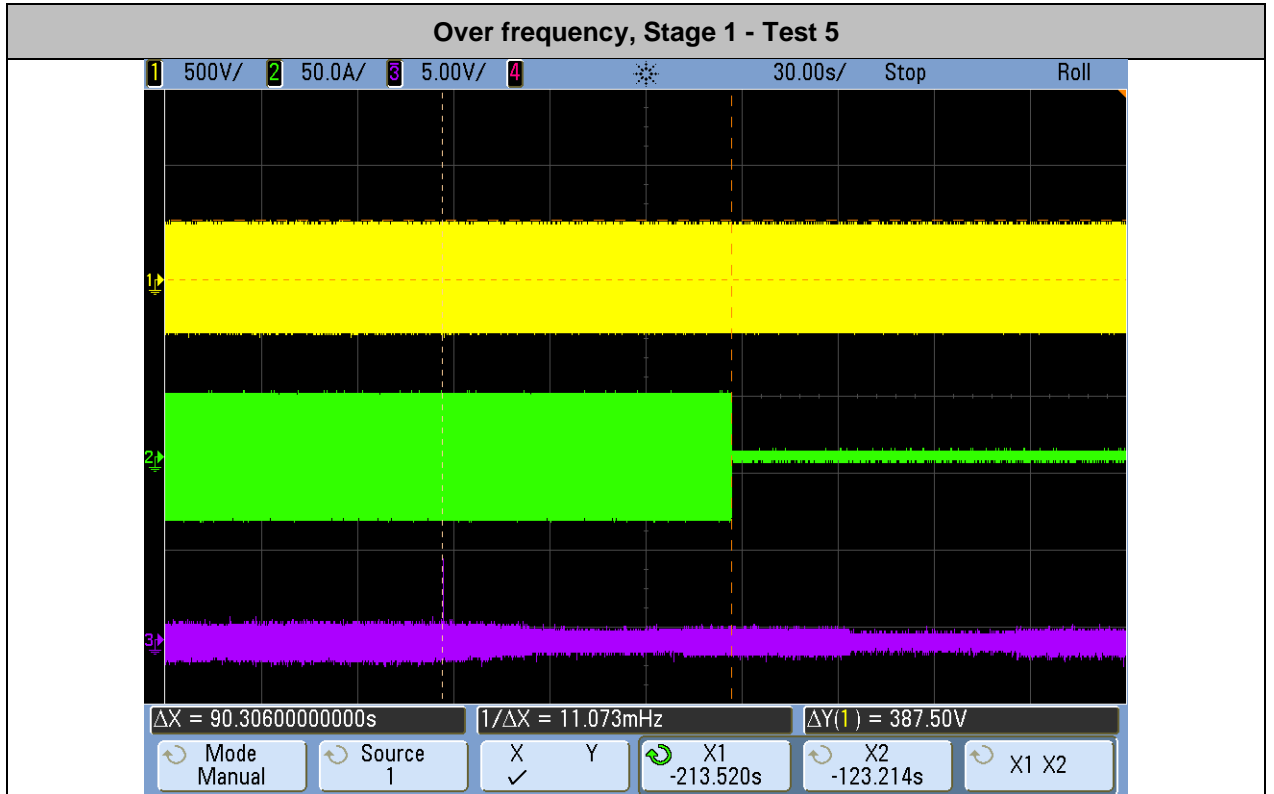 Over frequency, Stage 1 - Test 5
1 500V/ 2 50.0A/ 3 5.00V/ 4 30.00s/ Stop Roll
1
2
3
ΔX = 90.30600000000s 1/ΔX = 11.073mHz ΔY(1) = 387.50V
Mode Source X Y X1 X2 X1 X2
Manual 1 ✓ -213.520s -123.214s